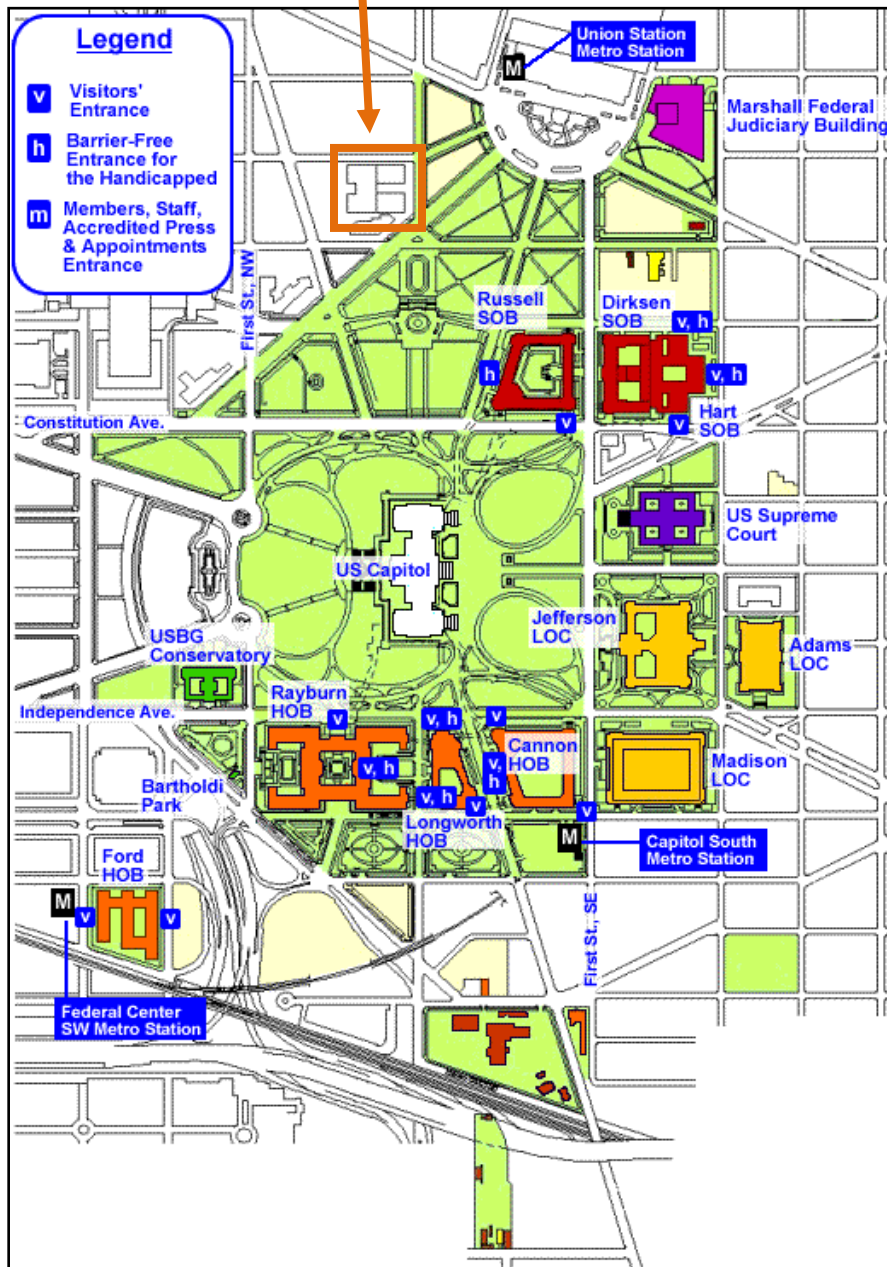 Legend
v Visitors'
Entrance
h Barrier-Free
Entrance for
the Handicapped
m Members, Staff,
Accredited Press
& Appointments
Entrance
Union Station
Metro Station
M
Marshall Federal
Judiciary Building
First St., NW
Russell
SOB
Dirksen
SOB
v, h
h
v, h
Constitution Ave.
v
v
Hart
SOB
US Supreme
Court
US Capitol
Jefferson
LOC
Adams
LOC
USBG
Conservatory
Rayburn
HOB
Independence Ave.
v
v, h
v
Cannon
HOB
v, h
v,
h
Madison
LOC
Bartholdi
Park
v, h
v
v
Longworth
HOB
M
Capitol South
Metro Station
Ford
HOB
M
v
v
First St., SE
Federal Center
SW Metro Station